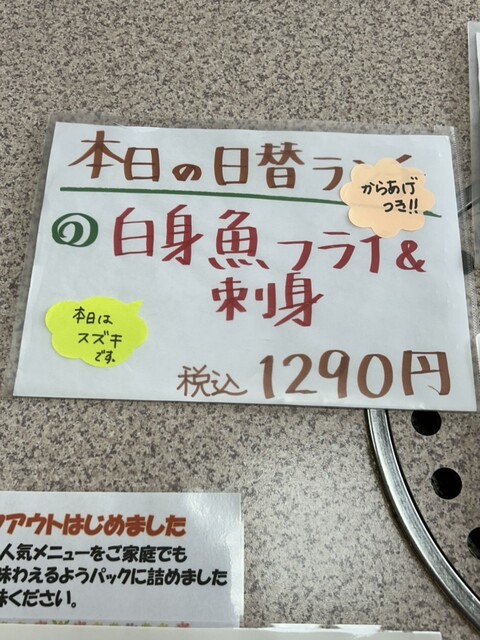 本日の日替ラン
からあげ
つき!!
の 白身魚フライ&
刺身
本日は
スズキ
です。
税込 1290円
クアウトはじめました
人気メニューをご家庭でも
味わえるようパックに詰めました
味ください。